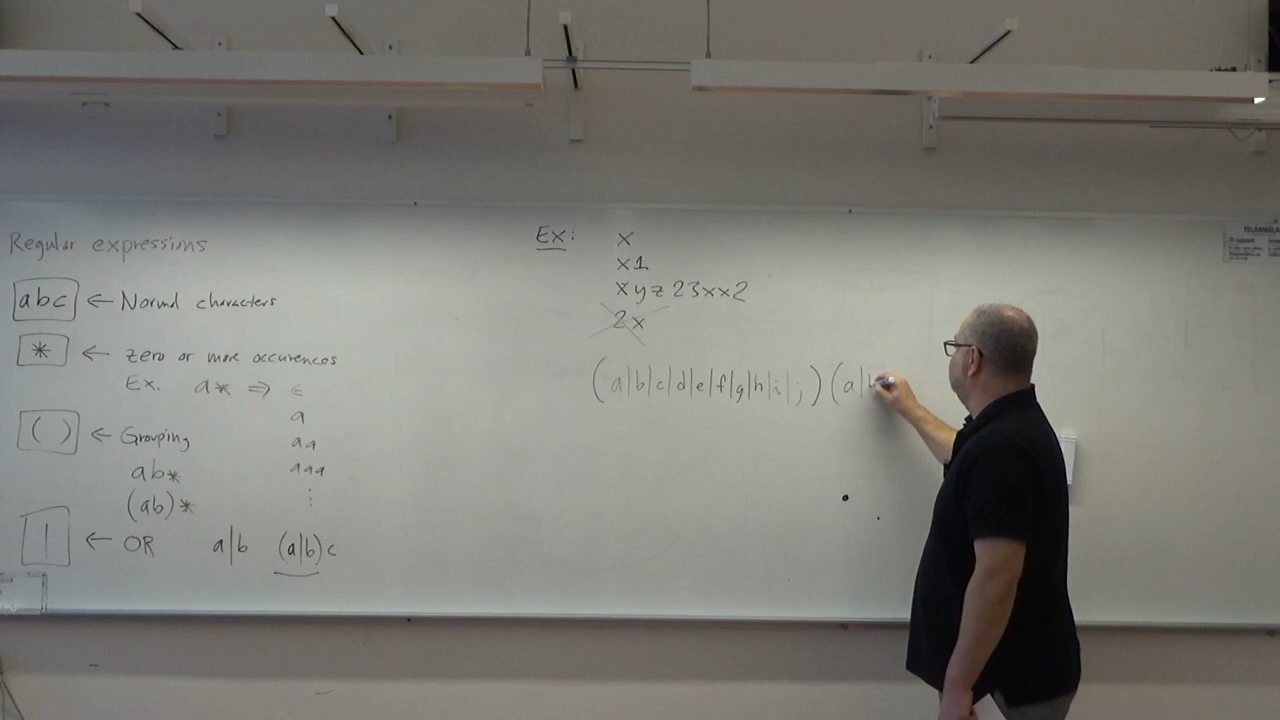 Regular expressions
abc ← Normal characters
* ← zero or more occurences
Ex. a* ⇒ ε
a
aa
aaa
⋮
( ) ← Grouping
ab*
(ab)*
| ← OR a|b (a|b)c
Ex: x
x1
xyz23xx2
2x
(a|b|c|d|e|f|g|h|i|j)(a|